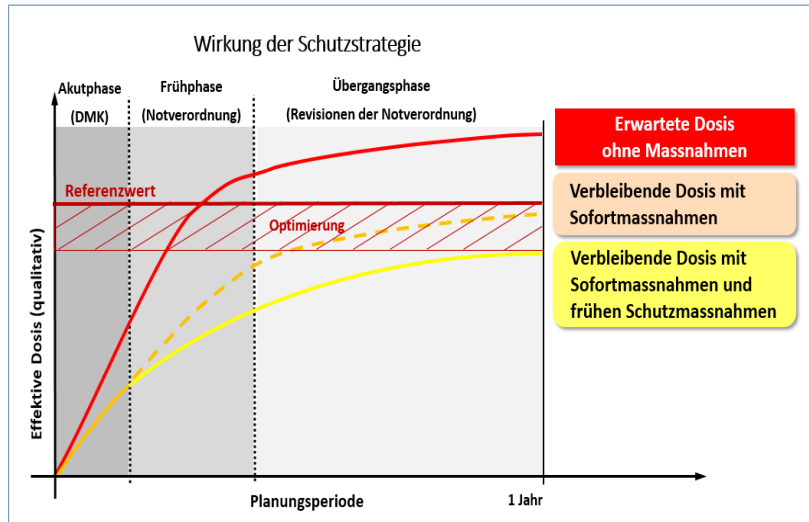 Wirkung der Schutzstrategie
Akutphase
(DMK)
Frühphase
(Notverordnung)
Übergangsphase
(Revisionen der Notverordnung)
Erwartete Dosis
ohne Massnahmen
Referenzwert
Verbleibende Dosis mit
Sofortmassnahmen
Optimierung
Verbleibende Dosis mit
Sofortmassnahmen und
frühen Schutzmassnahmen
Effektive Dosis (qualitativ)
Planungsperiode
1 Jahr